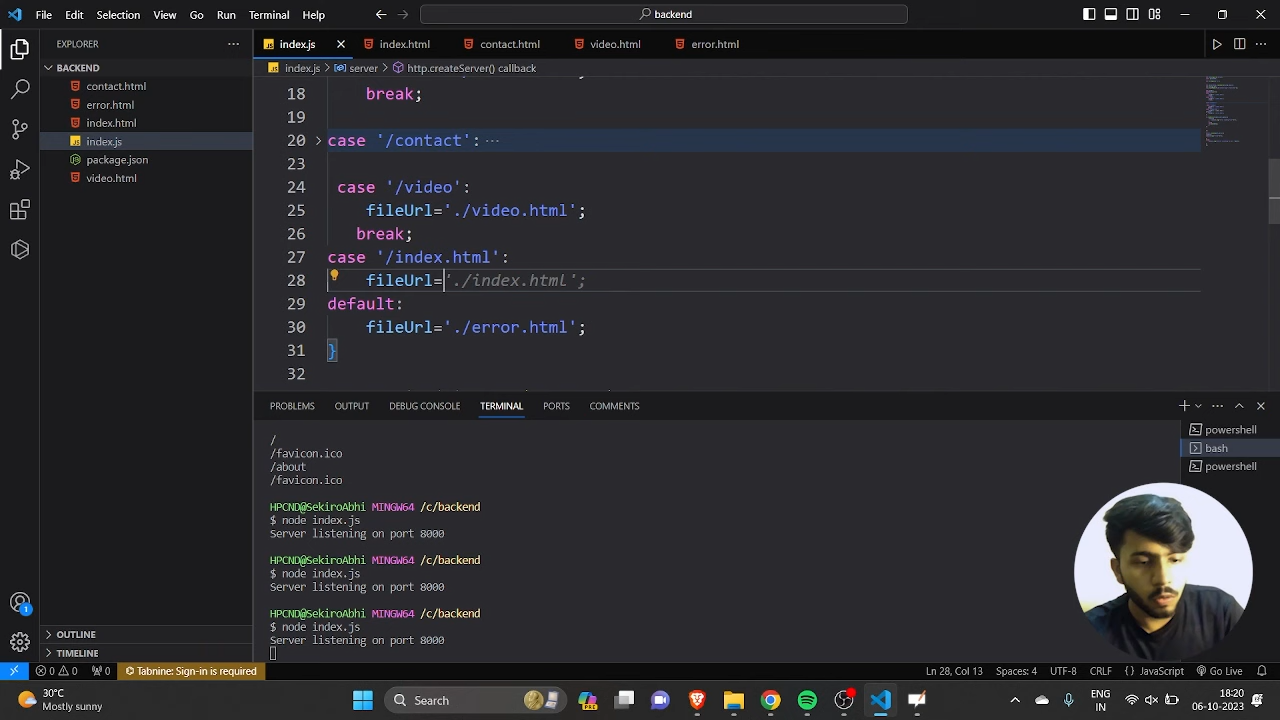 File Edit Selection View Go Run Terminal Help
backend
EXPLORER
index.js index.html contact.html video.html error.html
BACKEND
index.js > server > http.createServer() callback
contact.html
error.html
index.html
index.js
package.json
video.html
18 break;
19
20 case '/contact': ...
23
24 case '/video':
25 fileUrl='./video.html';
26 break;
27 case '/index.html':
28 fileUrl='./index.html';
29 default:
30 fileUrl='./error.html';
31 }
32
PROBLEMS OUTPUT DEBUG CONSOLE TERMINAL PORTS COMMENTS
/
/favicon.ico
/about
/favicon.ico
HPCND@SekiroAbhi MINGW64 /c/backend
$ node index.js
Server listening on port 8000
HPCND@SekiroAbhi MINGW64 /c/backend
$ node index.js
Server listening on port 8000
HPCND@SekiroAbhi MINGW64 /c/backend
$ node index.js
Server listening on port 8000
powershell
bash
powershell
OUTLINE
TIMELINE
1
0 0 0 Tabnine: Sign-in is required Ln 28, Col 13 Spaces: 4 UTF-8 CRLF {} JavaScript Go Live
30°C
Mostly sunny
Search
PRE
ENG
IN
18:20
06-10-2023